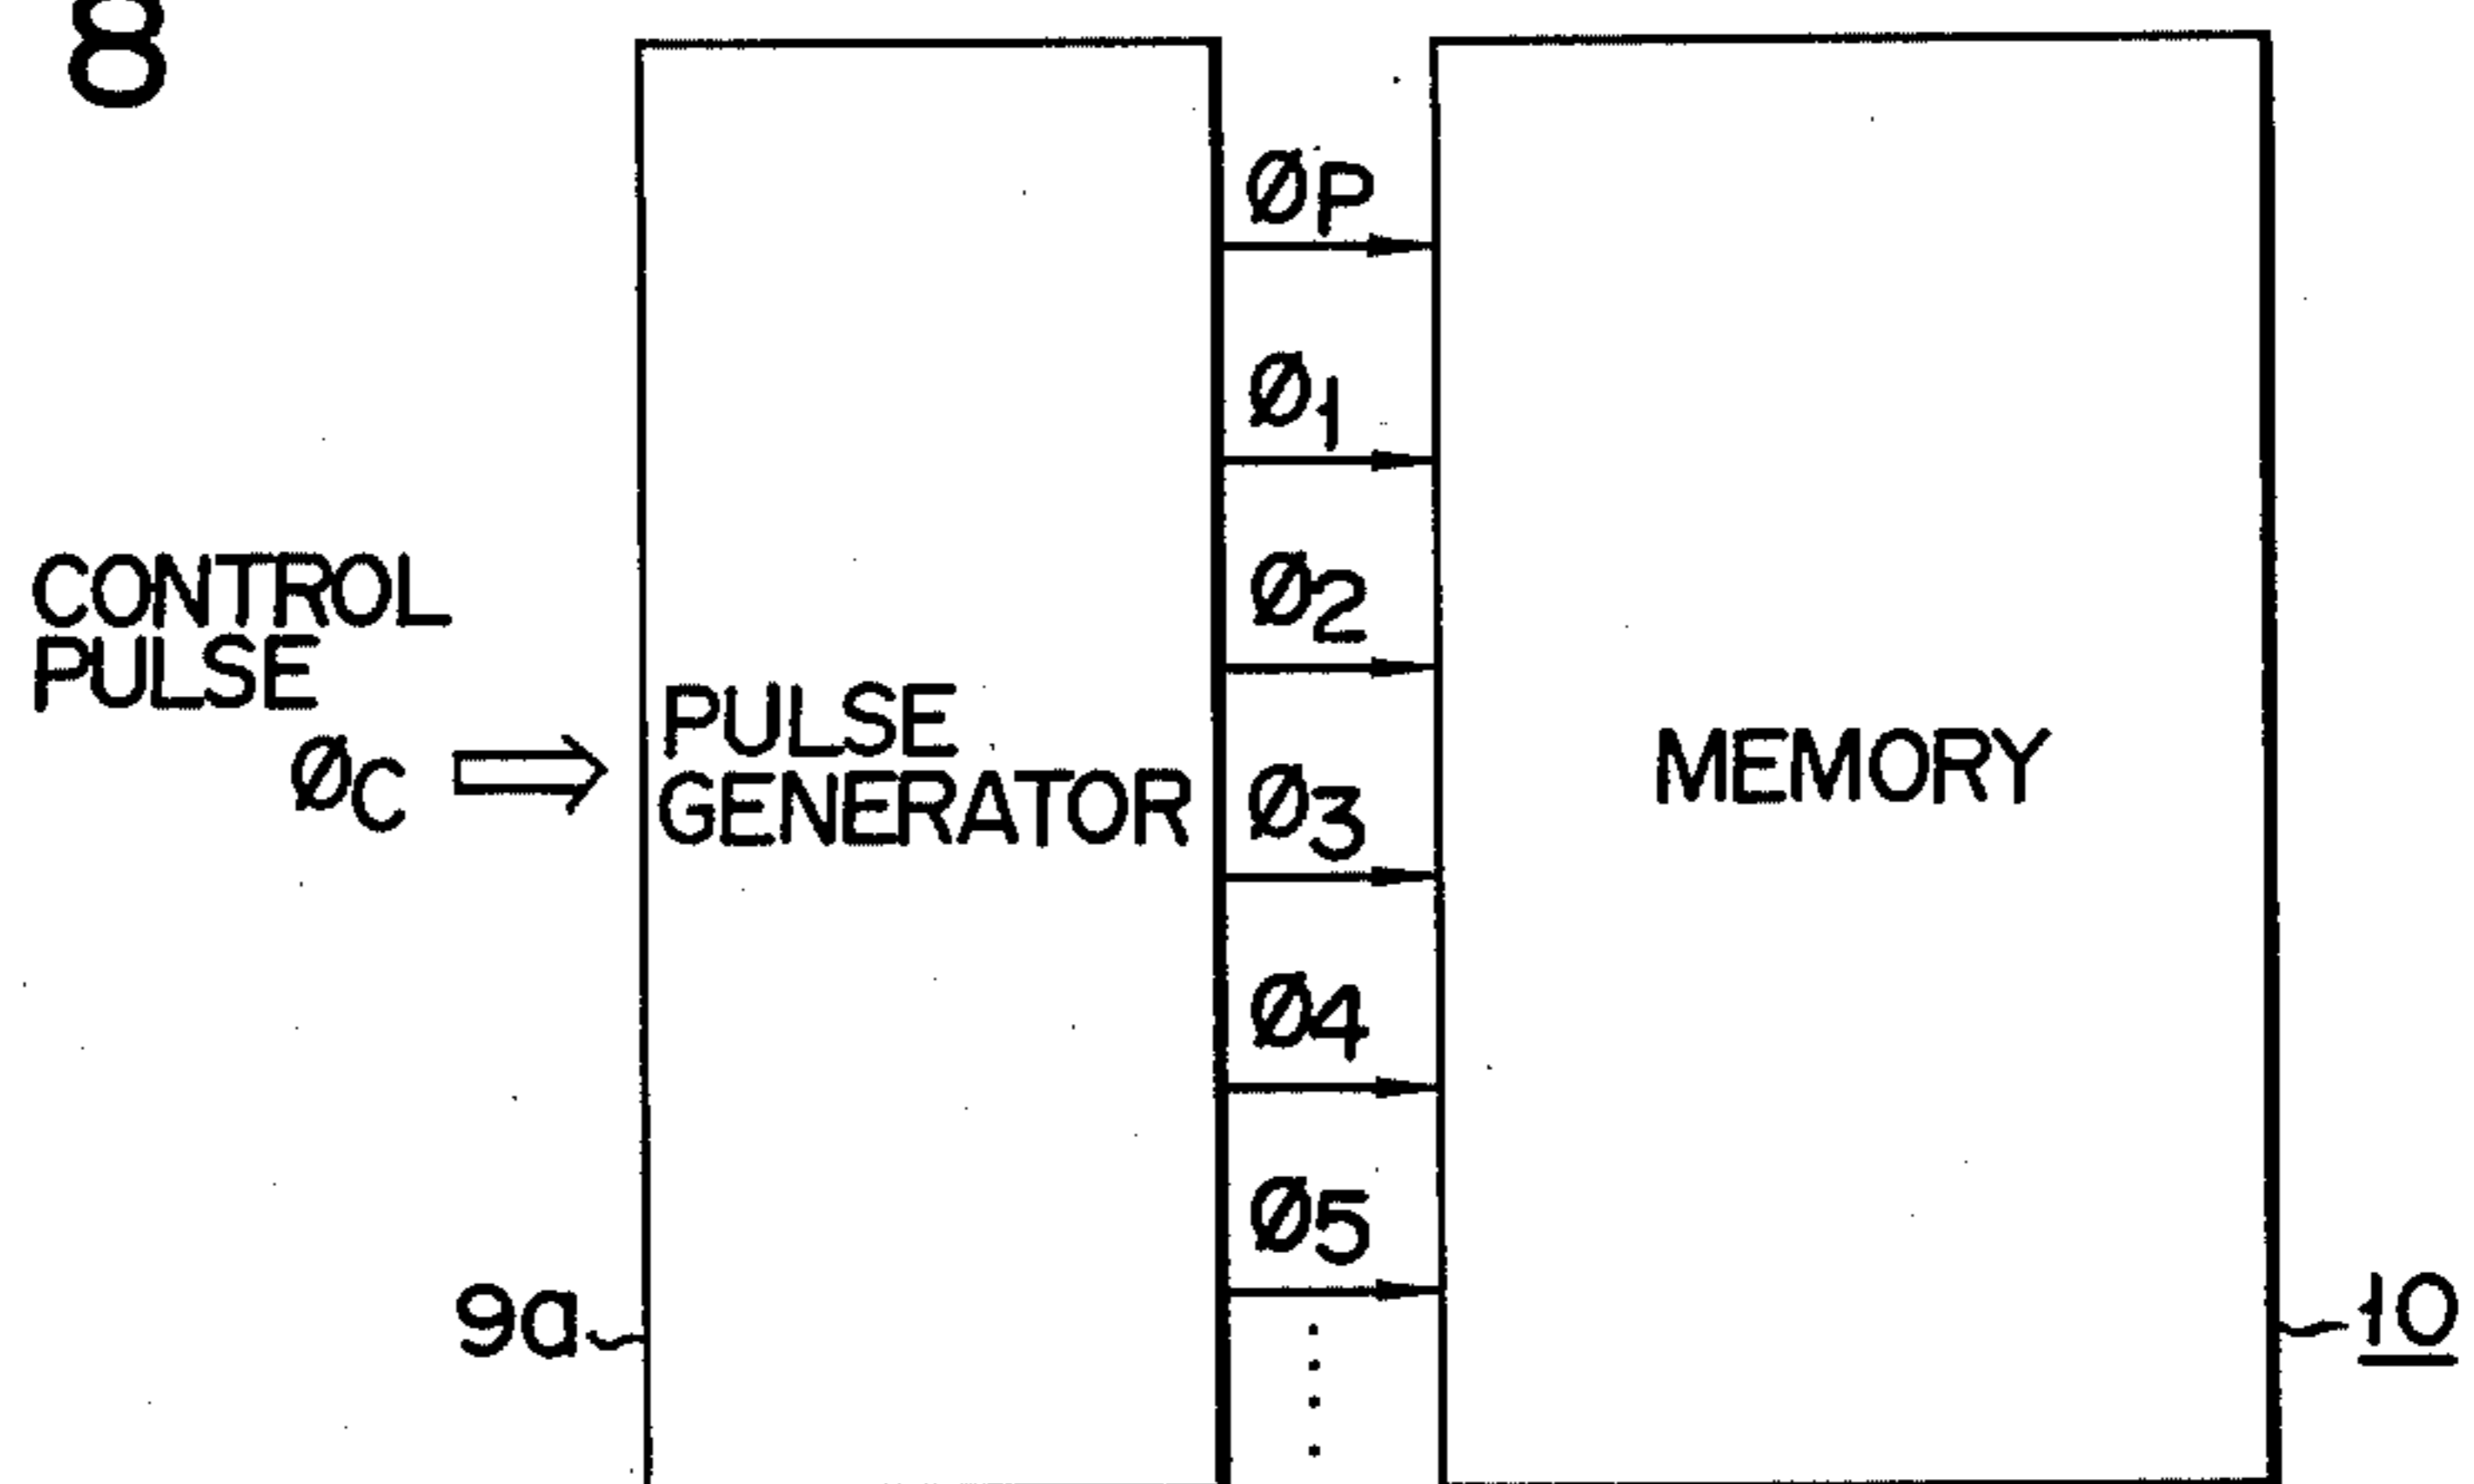 8
CONTROL
PULSE
ØC
PULSE
GENERATOR
ØP
Ø1
Ø2
Ø3
Ø4
Ø5
MEMORY
9a
10